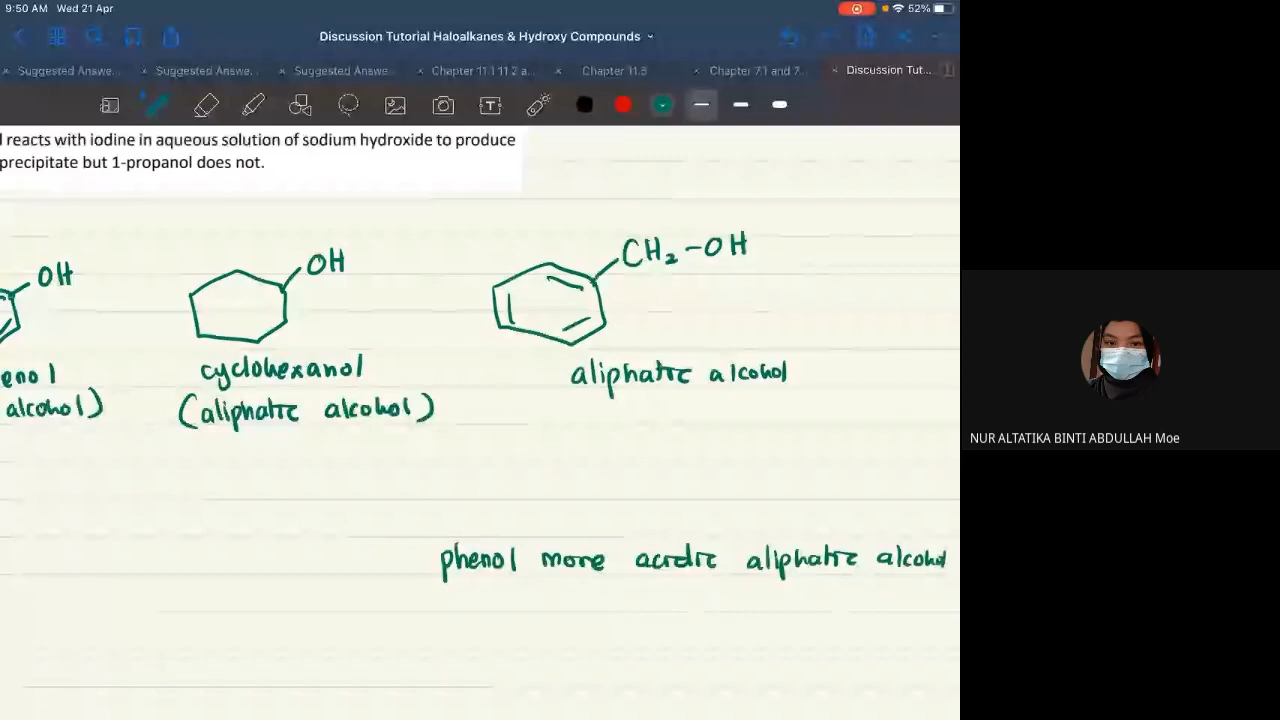 9:50 AM Wed 21 Apr
52%
Discussion Tutorial Haloalkanes & Hydroxy Compounds
Suggested Answe...
Suggested Answe...
Suggested Answe...
Chapter 11.1 11.2 a...
Chapter 11.3
Chapter 7.1 and 7...
Discussion Tut...
l reacts with iodine in aqueous solution of sodium hydroxide to produce
precipitate but 1-propanol does not.
OH
OH
CH₂-OH
enol
alcohol)
cyclohexanol
(aliphatic alcohol)
aliphatic alcohol
phenol more acidic aliphatic alcohol
NUR ALTATIKA BINTI ABDULLAH Moe